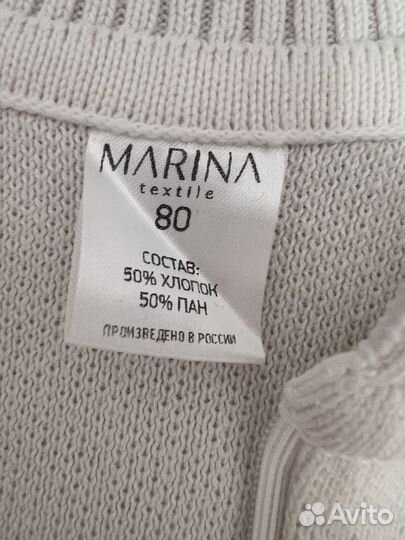 MARINA
textile
80
СОСТАВ:
50% ХЛОПОК
50% ПАН
ПРОИЗВЕДЕНО В РОССИИ
Avito